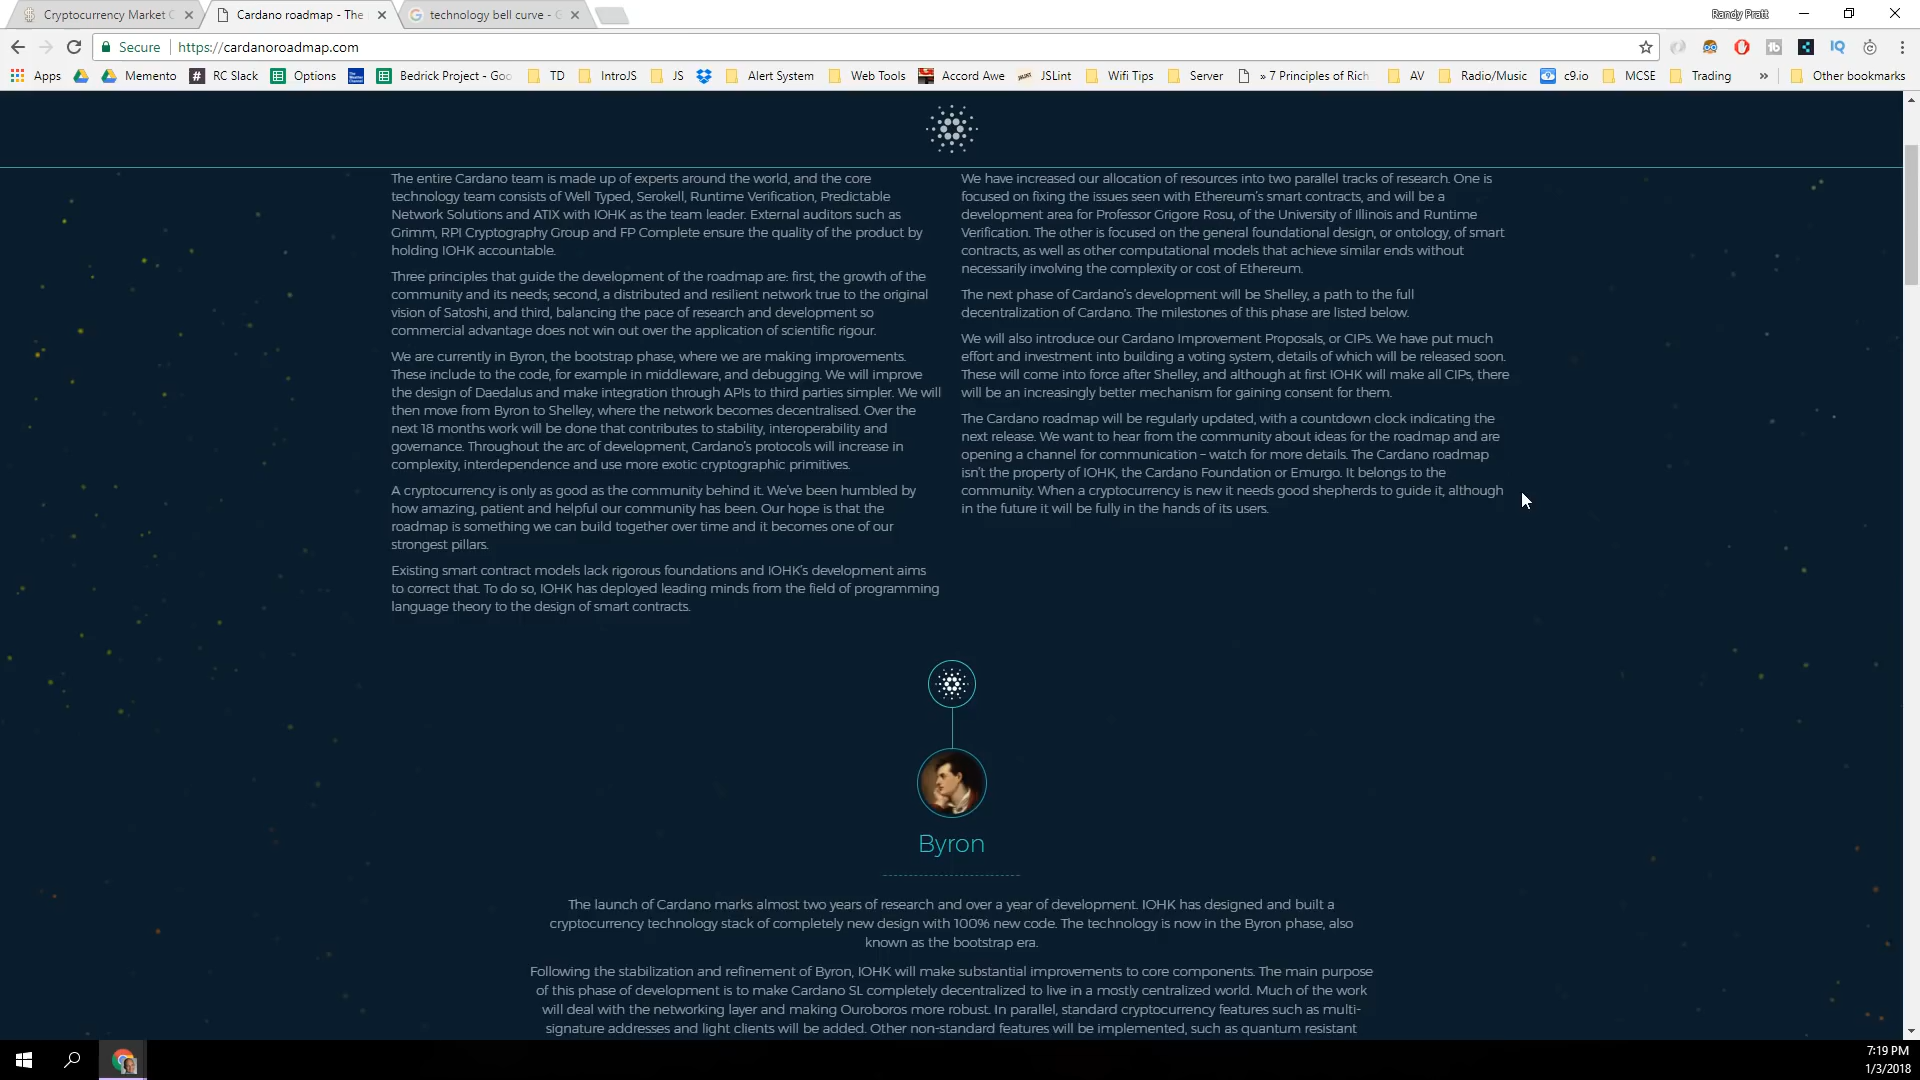 Cryptocurrency Market C
Cardano roadmap - The
technology bell curve - G
Randy Pratt
Secure
https://cardanoroadmap.com
Apps
Memento
RC Slack
Options
Bedrick Project - Goo
TD
IntroJS
JS
Alert System
Web Tools
Accord Awe
JSLint
Wifi Tips
Server
» 7 Principles of Rich
AV
Radio/Music
c9.io
MCSE
Trading
»
Other bookmarks
The entire Cardano team is made up of experts around the world, and the core
technology team consists of Well Typed, Serokell, Runtime Verification, Predictable
Network Solutions and ATIX with IOHK as the team leader. External auditors such as
Grimm, RPI Cryptography Group and FP Complete ensure the quality of the product by
holding IOHK accountable.
Three principles that guide the development of the roadmap are: first, the growth of the
community and its needs; second, a distributed and resilient network true to the original
vision of Satoshi, and third, balancing the pace of research and development so
commercial advantage does not win out over the application of scientific rigour.
We are currently in Byron, the bootstrap phase, where we are making improvements.
These include to the code, for example in middleware, and debugging. We will improve
the design of Daedalus and make integration through APIs to third parties simpler. We will
then move from Byron to Shelley, where the network becomes decentralised. Over the
next 18 months work will be done that contributes to stability, interoperability and
governance. Throughout the arc of development, Cardano's protocols will increase in
complexity, interdependence and use more exotic cryptographic primitives.
A cryptocurrency is only as good as the community behind it. We've been humbled by
how amazing, patient and helpful our community has been. Our hope is that the
roadmap is something we can build together over time and it becomes one of our
strongest pillars.
Existing smart contract models lack rigorous foundations and IOHK's development aims
to correct that. To do so, IOHK has deployed leading minds from the field of programming
language theory to the design of smart contracts.
We have increased our allocation of resources into two parallel tracks of research. One is
focused on fixing the issues seen with Ethereum's smart contracts, and will be a
development area for Professor Grigore Rosu, of the University of Illinois and Runtime
Verification. The other is focused on the general foundational design, or ontology, of smart
contracts, as well as other computational models that achieve similar ends without
necessarily involving the complexity or cost of Ethereum.
The next phase of Cardano's development will be Shelley, a path to the full
decentralization of Cardano. The milestones of this phase are listed below.
We will also introduce our Cardano Improvement Proposals, or CIPs. We have put much
effort and investment into building a voting system, details of which will be released soon.
These will come into force after Shelley, and although at first IOHK will make all CIPs, there
will be an increasingly better mechanism for gaining consent for them.
The Cardano roadmap will be regularly updated, with a countdown clock indicating the
next release. We want to hear from the community about ideas for the roadmap and are
opening a channel for communication – watch for more details. The Cardano roadmap
isn't the property of IOHK, the Cardano Foundation or Emurgo. It belongs to the
community. When a cryptocurrency is new it needs good shepherds to guide it, although
in the future it will be fully in the hands of its users.
Byron
The launch of Cardano marks almost two years of research and over a year of development. IOHK has designed and built a
cryptocurrency technology stack of completely new design with 100% new code. The technology is now in the Byron phase, also
known as the bootstrap era.
Following the stabilization and refinement of Byron, IOHK will make substantial improvements to core components. The main purpose
of this phase of development is to make Cardano SL completely decentralized to live in a mostly centralized world. Much of the work
will deal with the networking layer and making Ouroboros more robust. In parallel, standard cryptocurrency features such as multi-
signature addresses and light clients will be added. Other non-standard features will be implemented, such as quantum resistant
7:19 PM
1/3/2018